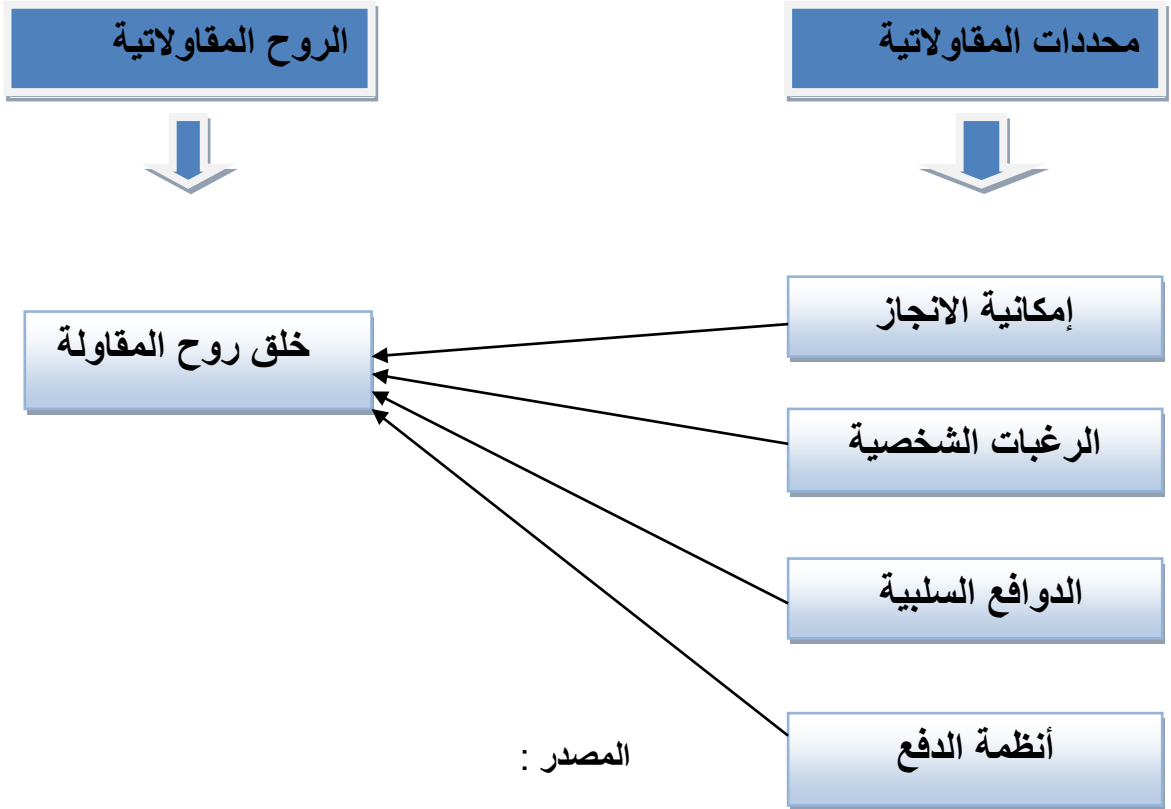 محددات المقاولاتية
الروح المقاولاتية
إمكانية الانجاز
خلق روح المقاولة
الرغبات الشخصية
الدوافع السلبية
أنظمة الدفع
المصدر :